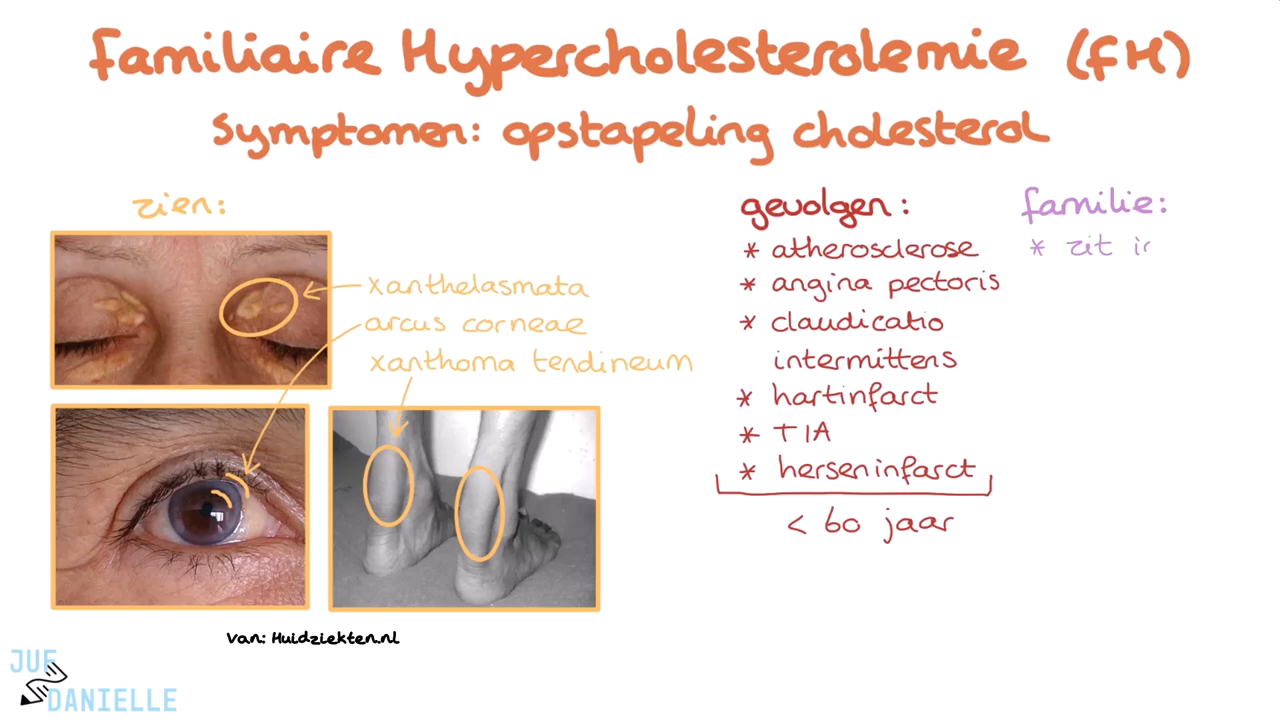 Familiaire Hypercholesterolemie (FH)
Symptomen: opstapeling cholesterol
zien:
xanthelasmata
arcus corneae
xanthoma tendineum
Van: Huidziekten.nl
gevolgen:
* atherosclerose
* angina pectoris
* claudicatio
intermittens
* hartinfarct
* TIA
* herseninfarct
< 60 jaar
familie:
* zit
JUF
DANIELLE